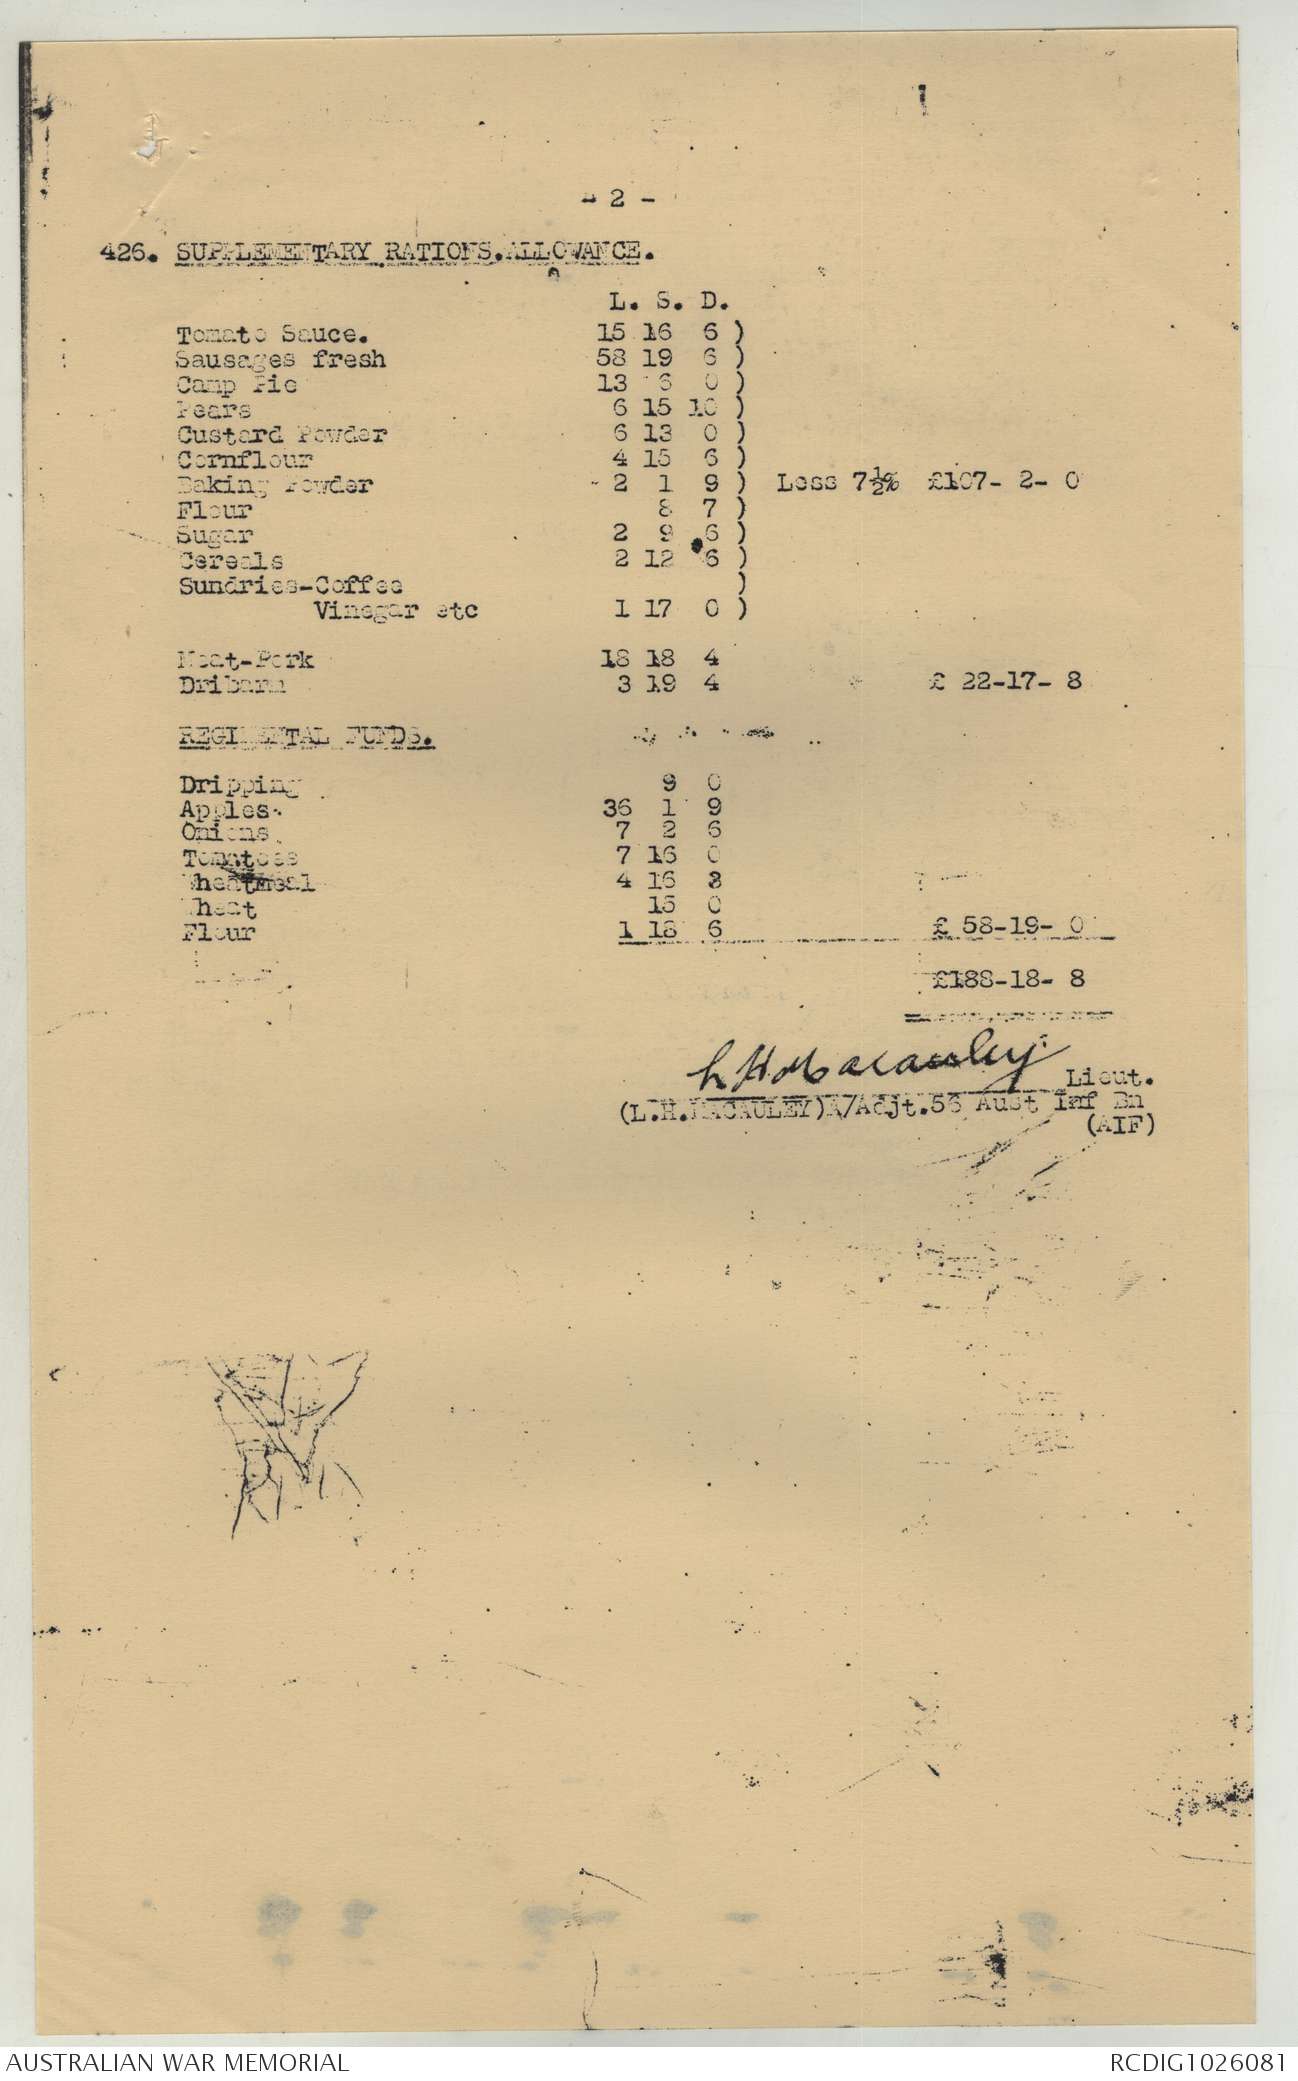 - 2 -
426. SUPPLEMENTARY RATIONS.ALLOWANCE.
L. S. D.
Tomato Sauce. 15 16 6 )
Sausages fresh 58 19 6 )
Camp Pie 13 6 0 )
Pears 6 15 10 )
Custard Powder 6 13 0 )
Cornflour 4 15 6 )
Baking Powder 2 1 9 ) Less 7½% £107- 2- 0
Flour 8 7 )
Sugar 2 9 6 )
Cereals 2 12 6 )
Sundries-Coffee )
Vinegar etc 1 17 0 )
Meat-Pork 18 18 4
Dribarm 3 19 4 £ 22-17- 8
REGIMENTAL FUNDS.
Dripping 9 0
Apples 36 1 9
Onions 7 2 6
Tomatoes 7 16 0
Wheatmeal 4 16 3
Wheat 15 0
Flour 1 18 6 £ 58-19- 0
£188-18- 8
L H Macauley Lieut.
(L.H.MACAULEY)A/Adjt.56 Aust Inf Bn
(AIF)
AUSTRALIAN WAR MEMORIAL
RCDIG1026081